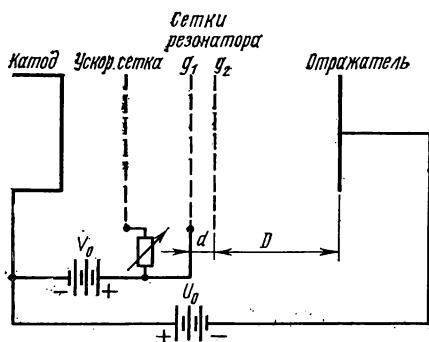 Сетки
резонатора
Катод Ускор. сетка g₁ g₂ Отражатель
d D
V₀
- +
U₀
+ -